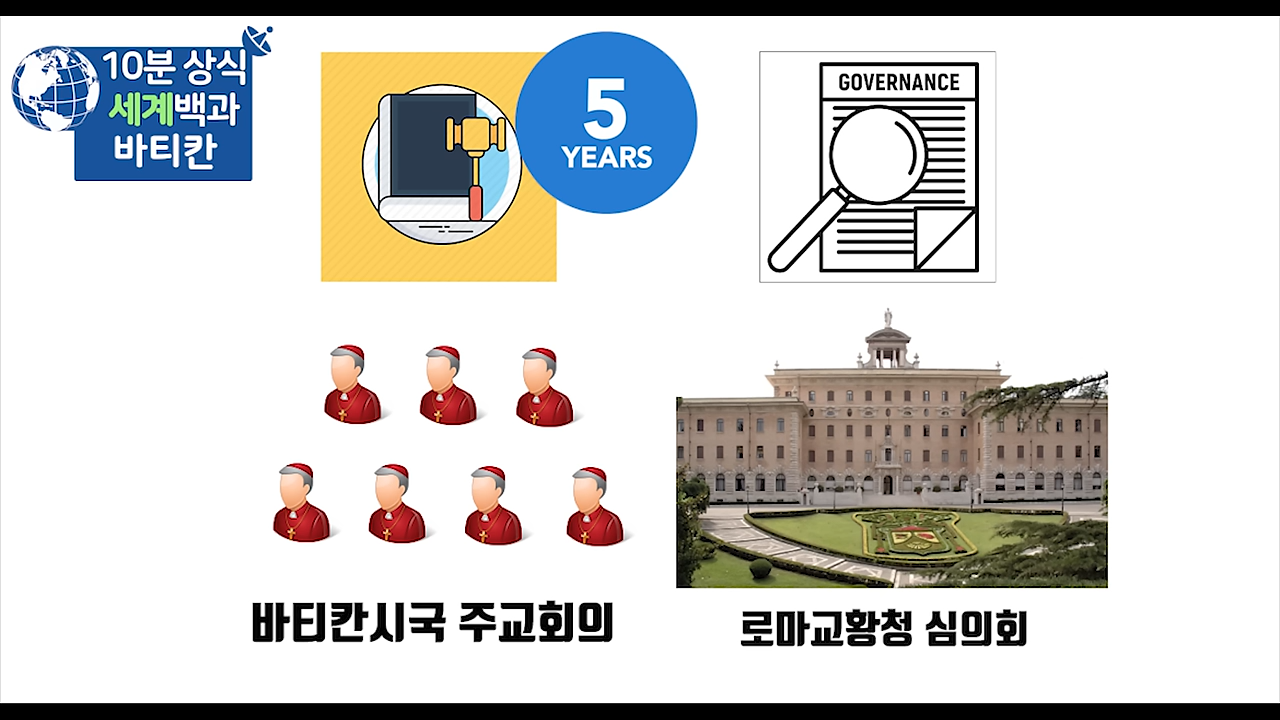 10분 상식
세계백과
바티칸
5
YEARS
GOVERNANCE
바티칸시국 주교회의
로마교황청 심의회